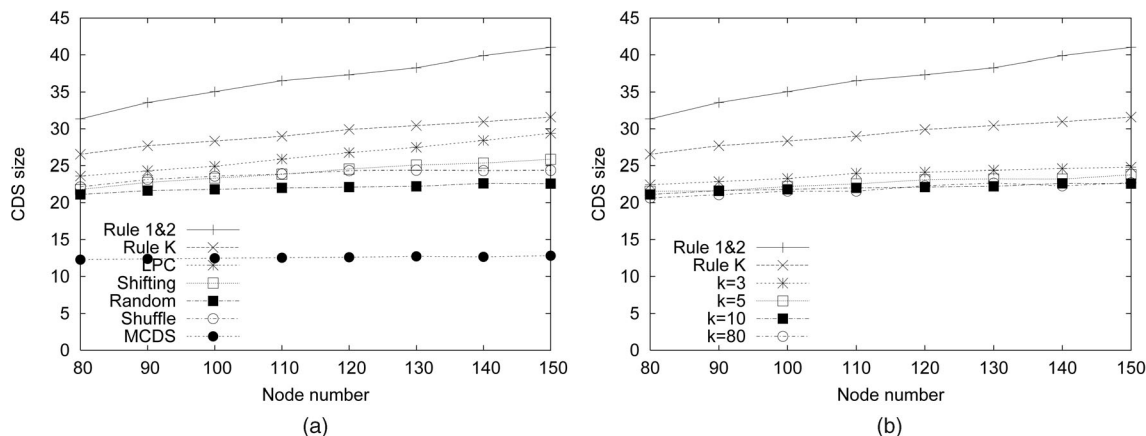 45
40
35
30
25
20
15
10
5
0
CDS size
Rule 1&2
Rule K
LPC
Shifting
Random
Shuffle
MCDS
80 90 100 110 120 130 140 150
Node number
(a)
45
40
35
30
25
20
15
10
5
0
CDS size
Rule 1&2
Rule K
k=3
k=5
k=10
k=80
80 90 100 110 120 130 140 150
Node number
(b)